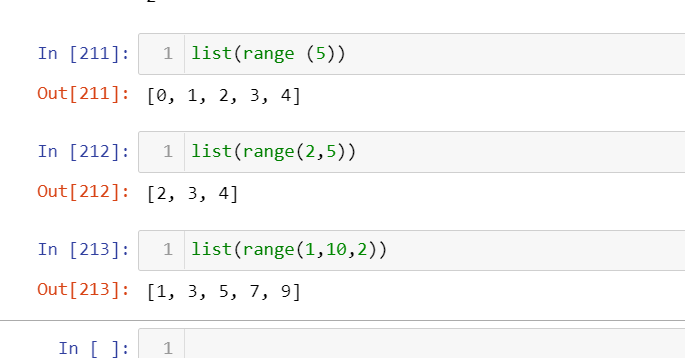 In [211]: 1 list(range (5))
Out[211]: [0, 1, 2, 3, 4]
In [212]: 1 list(range(2,5))
Out[212]: [2, 3, 4]
In [213]: 1 list(range(1,10,2))
Out[213]: [1, 3, 5, 7, 9]
In [ ]: 1